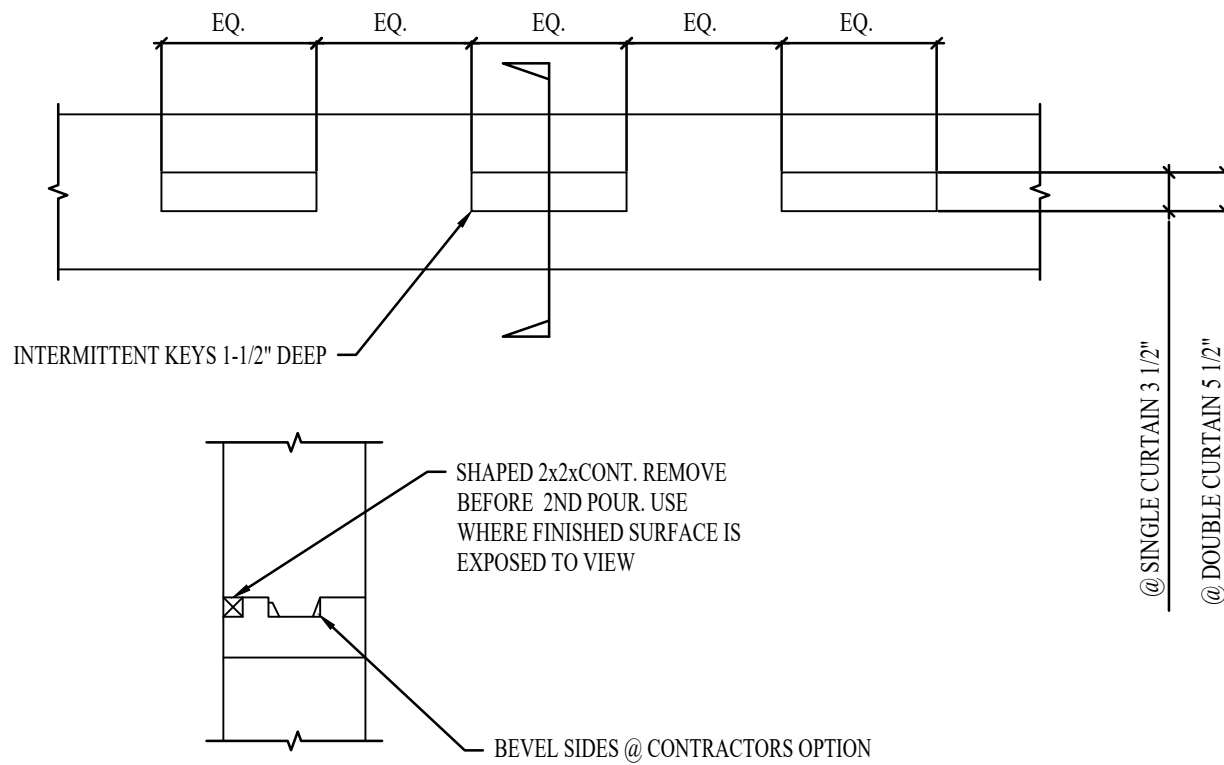 EQ. EQ. EQ. EQ. EQ.
INTERMITTENT KEYS 1-1/2" DEEP
@ SINGLE CURTAIN 3 1/2"
@ DOUBLE CURTAIN 5 1/2"
SHAPED 2x2xCONT. REMOVE
BEFORE 2ND POUR. USE
WHERE FINISHED SURFACE IS
EXPOSED TO VIEW
BEVEL SIDES @ CONTRACTORS OPTION